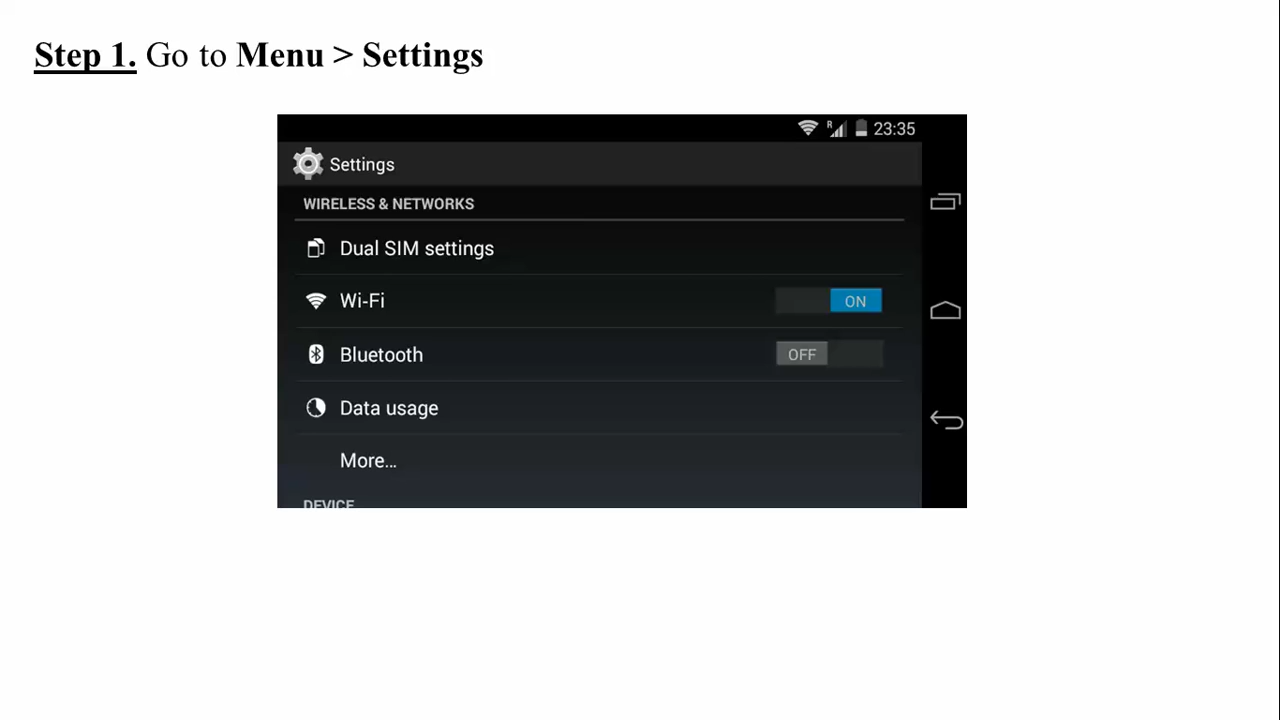 Step 1. Go to Menu > Settings
R 23:35
Settings
WIRELESS & NETWORKS
Dual SIM settings
Wi-Fi ON
Bluetooth OFF
Data usage
More...
DEVICE